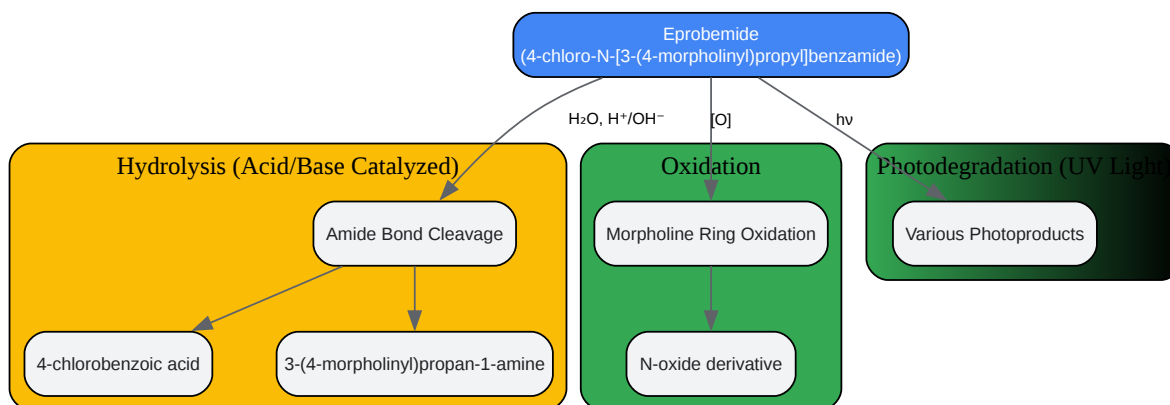 Eprobemide
(4-chloro-N-[3-(4-morpholinyl)propyl]benzamide)
H₂O, H⁺/OH⁻
[O]
hν
Hydrolysis (Acid/Base Catalyzed)
Oxidation
Photodegradation (UV Light)
Amide Bond Cleavage
Morpholine Ring Oxidation
Various Photoproducts
4-chlorobenzoic acid
3-(4-morpholinyl)propan-1-amine
N-oxide derivative